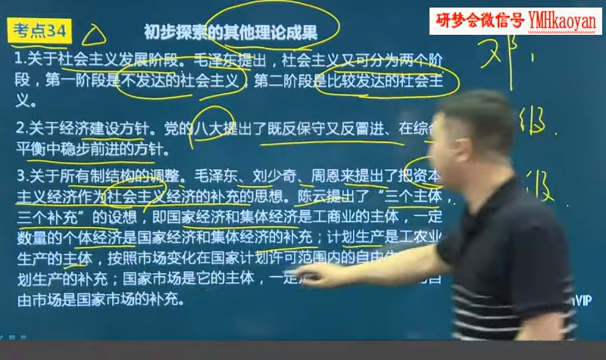 研梦会微信号YMHkaoyan
考点34
初步探索的其他理论成果
1.关于社会主义发展阶段。毛泽东提出，社会主义又可分为两个阶
段，第一阶段是不发达的社会主义，第二阶段是比较发达的社会主
义。
2.关于经济建设方针。党的八大提出了既反保守又反冒进、在综合
平衡中稳步前进的方针。
3.关于所有制结构的调整。毛泽东、刘少奇、周恩来提出了把资本
主义经济作为社会主义经济的补充的思想。陈云提出了“三个主体，
三个补充”的设想，即国家经济和集体经济是工商业的主体，一定
数量的个体经济是国家经济和集体经济的补充；计划生产是工农业
生产的主体，按照市场变化在国家计划许可范围内的自由
划生产的补充；国家市场是它的主体，一定
由市场是国家市场的补充。
VIP